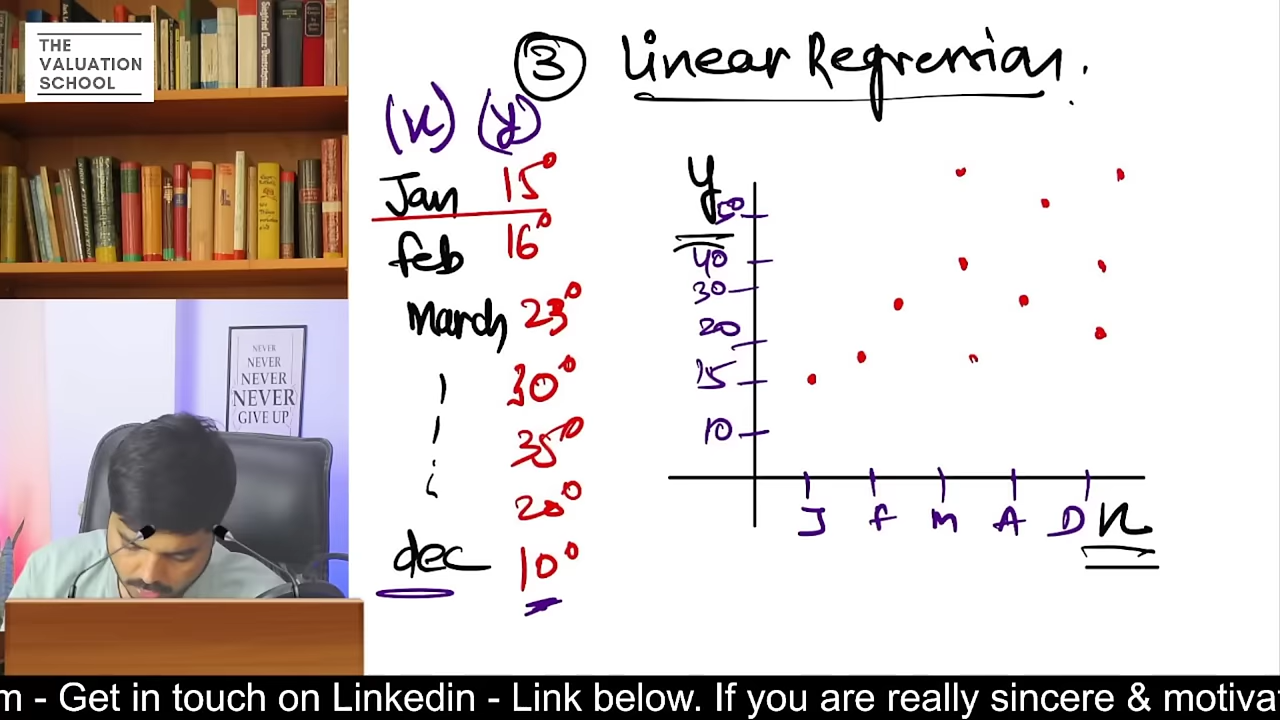 THE
VALUATION
SCHOOL
③ Linear Regression.
(x) (y)
Jan 15°
feb 16°
March 23°
30°
35°
20°
dec 10°
y
50
40
30
20
15
10
J f M A D x
NEVER
NEVER
NEVER
NEVER
GIVE UP
m - Get in touch on Linkedin - Link below. If you are really sincere & motiva